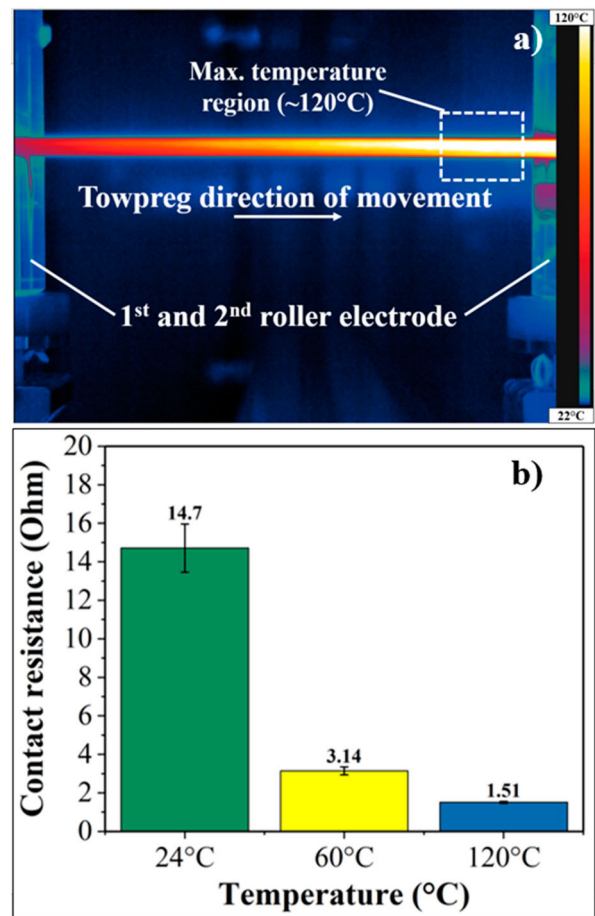 120°C
a)
Max. temperature
region (~120°C)
Towpreg direction of movement
1st and 2nd roller electrode
22°C
b)
Contact resistance (Ohm)
20
18
16
14
12
10
8
6
4
2
0
14.7
3.14
1.51
24°C 60°C 120°C
Temperature (°C)